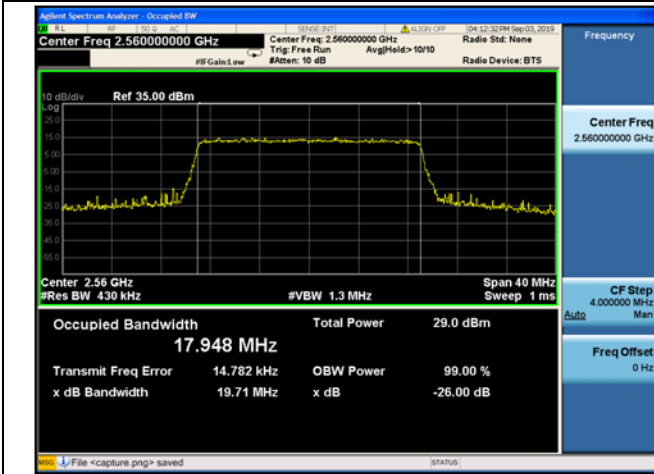 Agilent Spectrum Analyzer - Occupied BW
RL RF 50 Ω AC SENSE:INT ALIGN OFF 04:12:32 PM Sep 03, 2019
Center Freq 2.560000000 GHz
Center Freq: 2.560000000 GHz
Radio Std: None
Trig: Free Run Avg|Hold:> 10/10
#IFGain:Low #Atten: 10 dB Radio Device: BTS
Frequency
10 dB/div Ref 35.00 dBm
Log
25.0
15.0
5.00
-5.00
-15.0
-25.0
-35.0
-45.0
-55.0
Center Freq
2.560000000 GHz
Center 2.56 GHz Span 40 MHz
#Res BW 430 kHz #VBW 1.3 MHz Sweep 1 ms
CF Step
4.000000 MHz
Auto Man
Occupied Bandwidth Total Power 29.0 dBm
17.948 MHz
Transmit Freq Error 14.782 kHz OBW Power 99.00 %
x dB Bandwidth 19.71 MHz x dB -26.00 dB
Freq Offset
0 Hz
MSG File <capture.png> saved STATUS